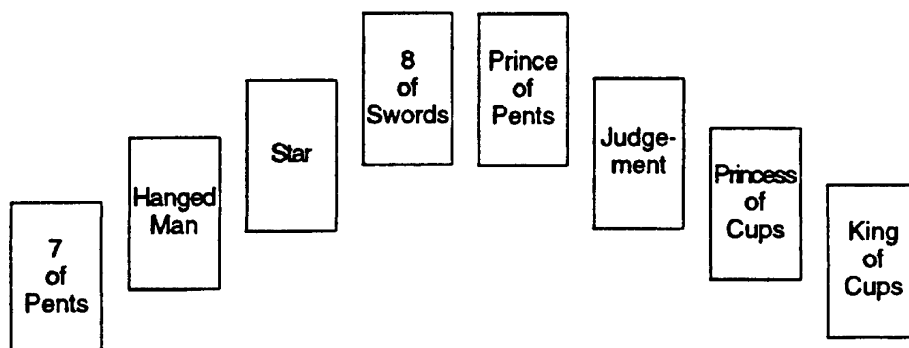 7
of
Pents
Hanged
Man
Star
8
of
Swords
Prince
of
Pents
Judge-
ment
Princess
of
Cups
King
of
Cups